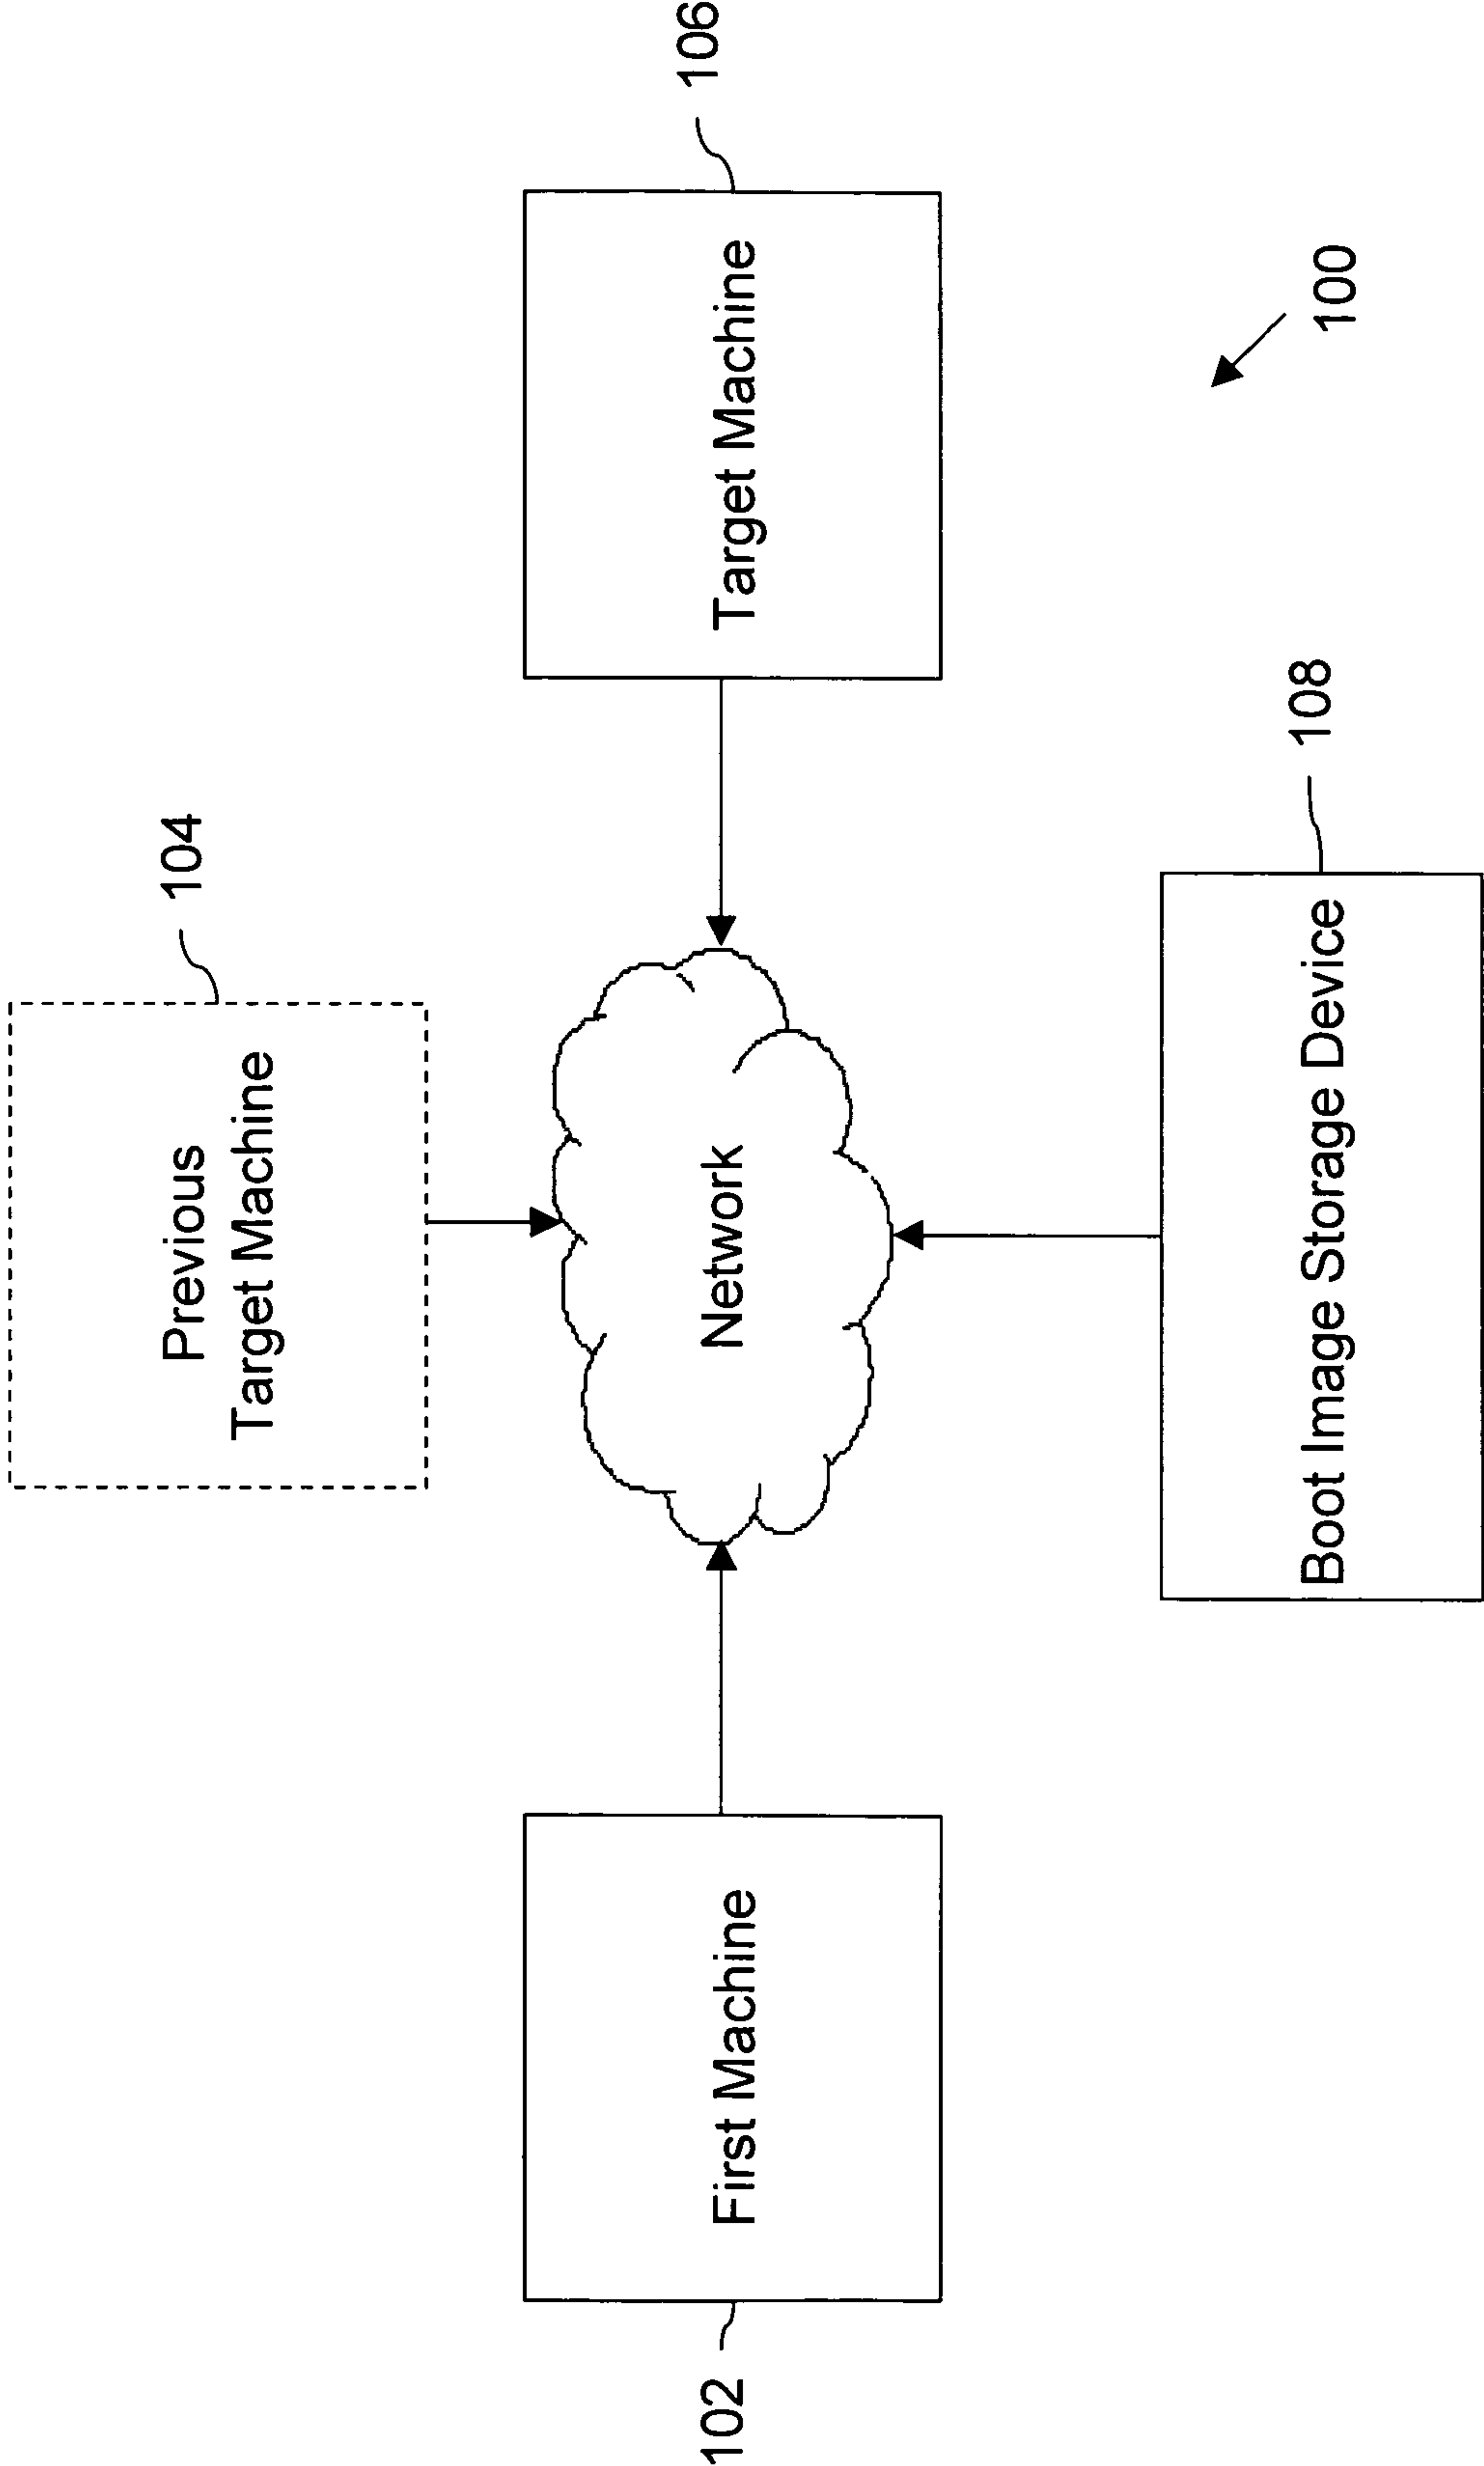 Previous
Target Machine
104
102
First Machine
Network
Target Machine
106
Boot Image Storage Device
108
100